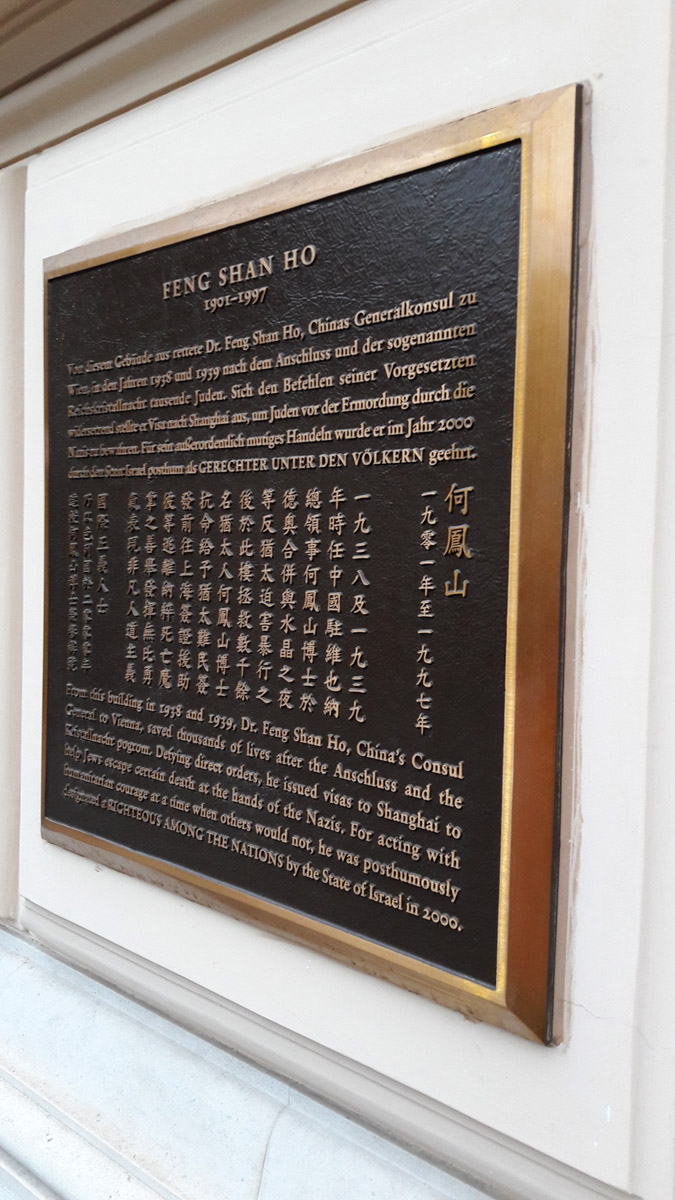 FENG SHAN HO
1901–1997
Von diesem Gebäude aus rettete Dr. Feng Shan Ho, Chinas Generalkonsul zu
Wien, in den Jahren 1938 und 1939 nach dem Anschluss und der sogenannten
Reichskristallnacht tausende Juden. Sich den Befehlen seiner Vorgesetzten
widersetzend stellte er Visa nach Shanghai aus, um Juden vor der Ermordung durch die
Nazis zu bewahren. Für sein außerordentlich mutiges Handeln wurde er im Jahr 2000
durch den Staat Israel posthum als GERECHTER UNTER DEN VÖLKERN geehrt.
何鳳山
一九零一年至一九九七年
一九三八及一九三九
年時任中國駐維也納
總領事何鳳山博士於
德奧合併與水晶之夜
等反猶太迫害暴行之
後於此樓拯救數千餘
名猶太人何鳳山博士
抗命給予猶太難民簽
發前往上海簽證援助
彼等逃離納粹死亡魔
掌之善舉發揮無比勇
表現非凡人道主義
國際正義人士
From this building in 1938 and 1939, Dr. Feng Shan Ho, China's Consul
General to Vienna, saved thousands of lives after the Anschluss and the
Kristallnacht pogrom. Defying direct orders, he issued visas to Shanghai to
help Jews escape certain death at the hands of the Nazis. For acting with
humanitarian courage at a time when others would not, he was posthumously
designated a RIGHTEOUS AMONG THE NATIONS by the State of Israel in 2000.